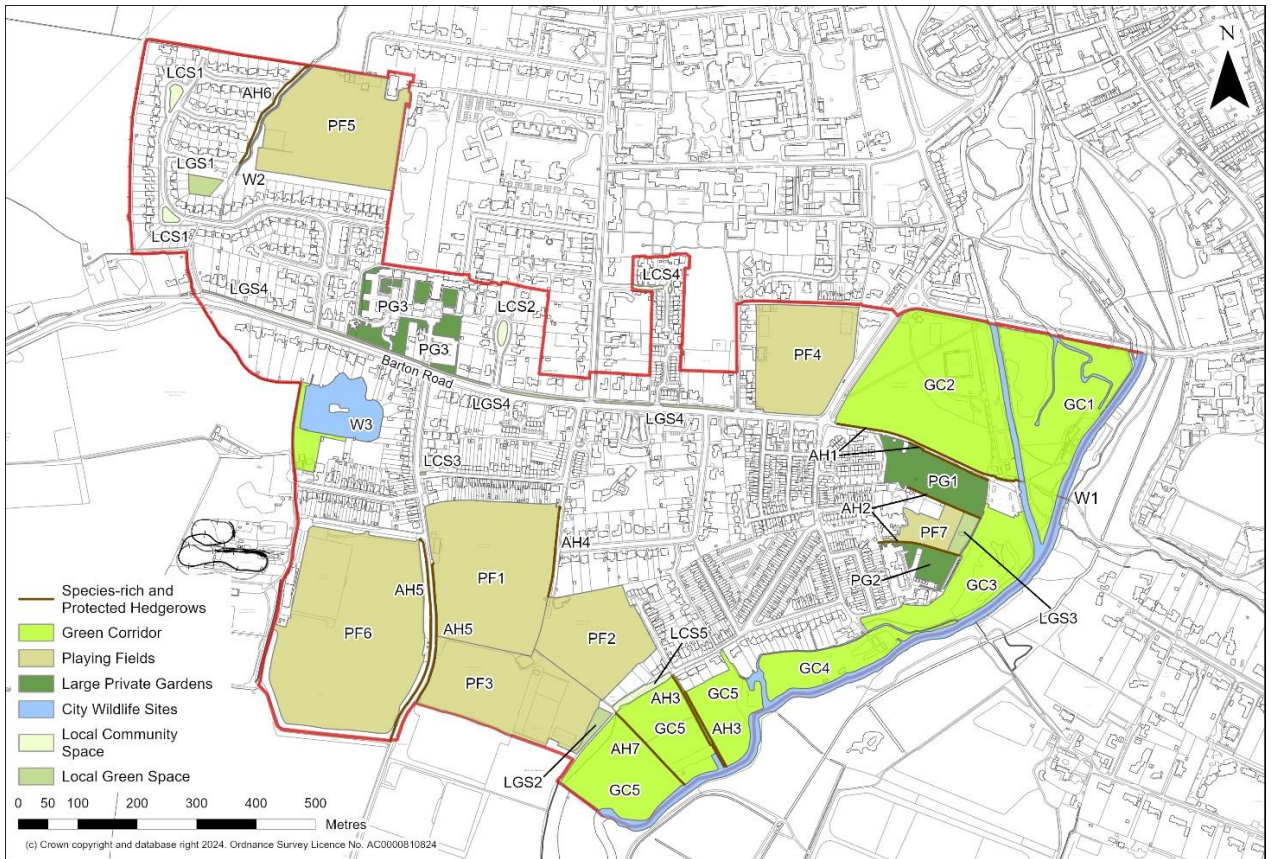 N
LCS1
AH6
PF5
LGS1
W2
LCS1
LGS4
PG3
LCS2
LCS4
PG3
Barton Road
PF4
GC2
GC1
LGS4
LGS4
W3
AH1
LCS3
PG1
W1
AH2
PF7
AH4
PG2
GC3
LGS3
PF1
AH5
AH5
PF6
PF2
LCS5
GC4
PF3
AH3
GC5
GC5
AH3
AH7
LGS2
GC5
Species-rich and
Protected Hedgerows
Green Corridor
Playing Fields
Large Private Gardens
City Wildlife Sites
Local Community
Space
Local Green Space
0 50 100 200 300 400 500
Metres
(c) Crown copyright and database right 2024. Ordnance Survey Licence No. AC0000810824